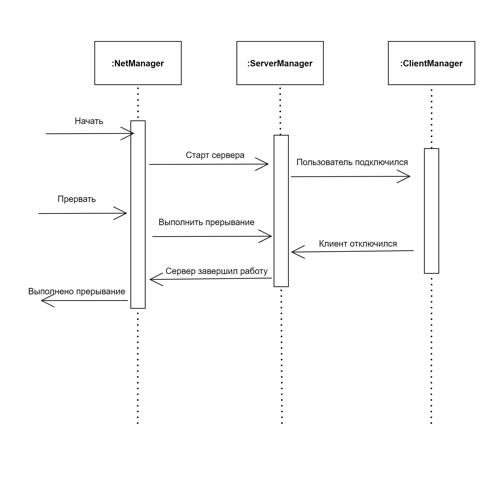 :NetManager
:ServerManager
:ClientManager
Начать
Старт сервера
Пользователь подключился
Прервать
Выполнить прерывание
Клиент отключился
Сервер завершил работу
Выполнено прерывание